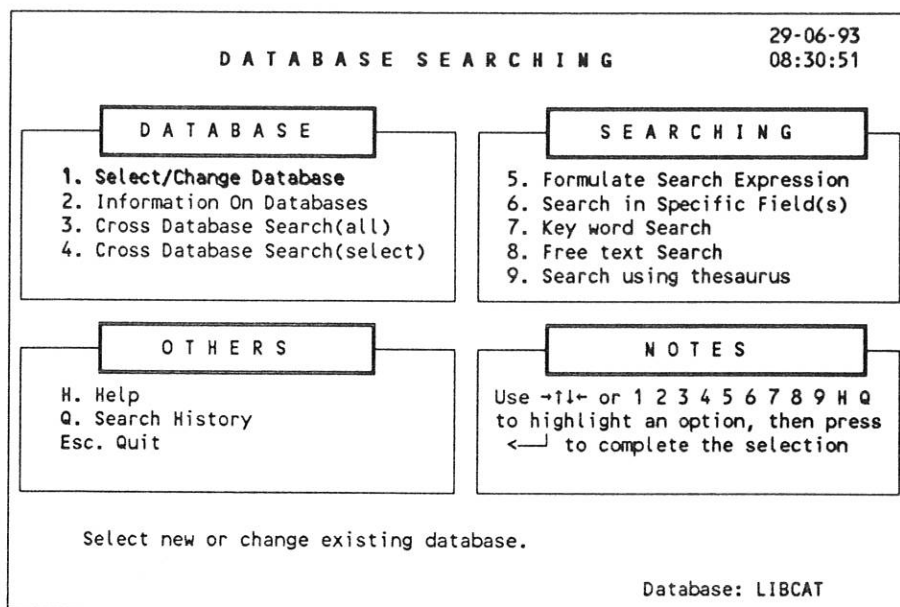 29-06-93
DATABASE SEARCHING 08:30:51
DATABASE
1. Select/Change Database
2. Information On Databases
3. Cross Database Search(all)
4. Cross Database Search(select)
SEARCHING
5. Formulate Search Expression
6. Search in Specific Field(s)
7. Key word Search
8. Free text Search
9. Search using thesaurus
OTHERS
H. Help
Q. Search History
Esc. Quit
NOTES
Use →↑↓← or 1 2 3 4 5 6 7 8 9 H Q
to highlight an option, then press
<—┘ to complete the selection
Select new or change existing database.
Database: LIBCAT